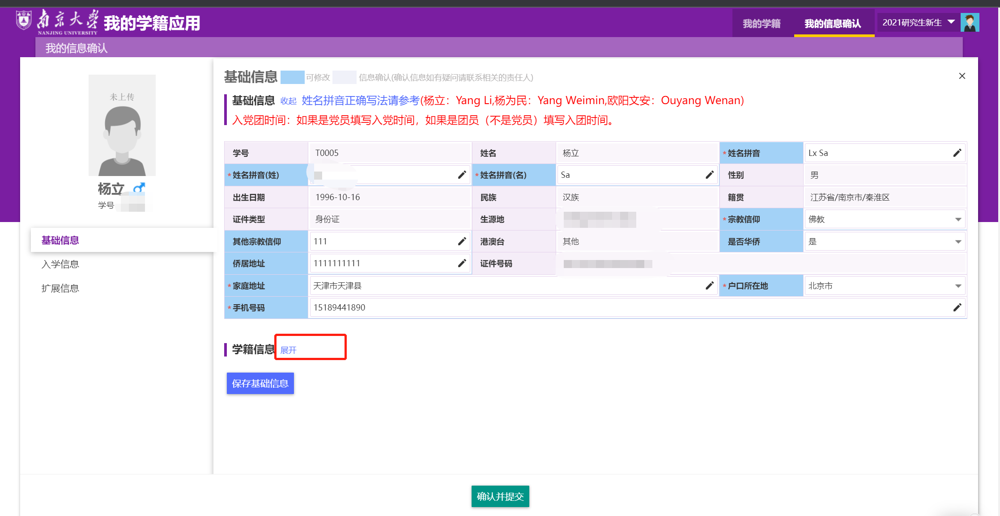 南京大学 我的学籍应用 我的学籍 我的信息确认 2021研究生新生
NANJING UNIVERSITY
我的信息确认
未上传
杨立
学号
基础信息
入学信息
扩展信息
基础信息 可修改 信息确认(确认信息如有疑问请联系相关的责任人)
基础信息 收起 姓名拼音正确写法请参考(杨立：Yang Li,杨为民：Yang Weimin,欧阳文安：Ouyang Wenan)
入党团时间：如果是党员填写入党时间，如果是团员（不是党员）填写入团时间。
学号 T0005 姓名 杨立 *姓名拼音 Lx Sa
*姓名拼音(姓) *姓名拼音(名) Sa 性别 男
出生日期 1996-10-16 民族 汉族 籍贯 江苏省/南京市/秦淮区
证件类型 身份证 生源地 *宗教信仰 佛教
其他宗教信仰 111 港澳台 其他 是否华侨 是
侨居地址 1111111111 证件号码
*家庭地址 天津市天津县 *户口所在地 北京市
*手机号码 15189441890
学籍信息 展开
保存基础信息
确认并提交